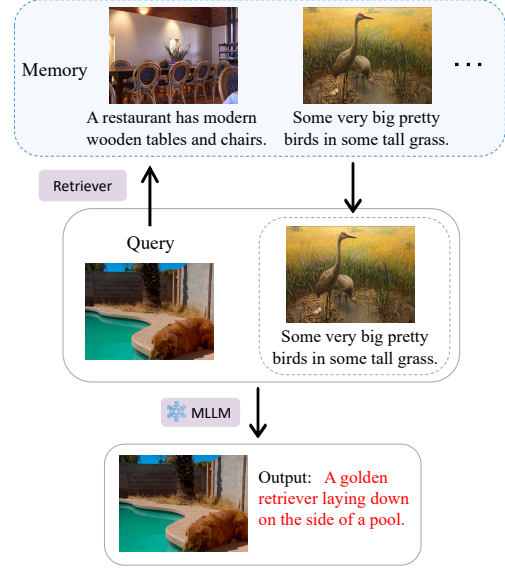 Memory
A restaurant has modern
wooden tables and chairs.
Some very big pretty
birds in some tall grass.
...
Retriever
Query
Some very big pretty
birds in some tall grass.
MLLM
Output: A golden
retriever laying down
on the side of a pool.